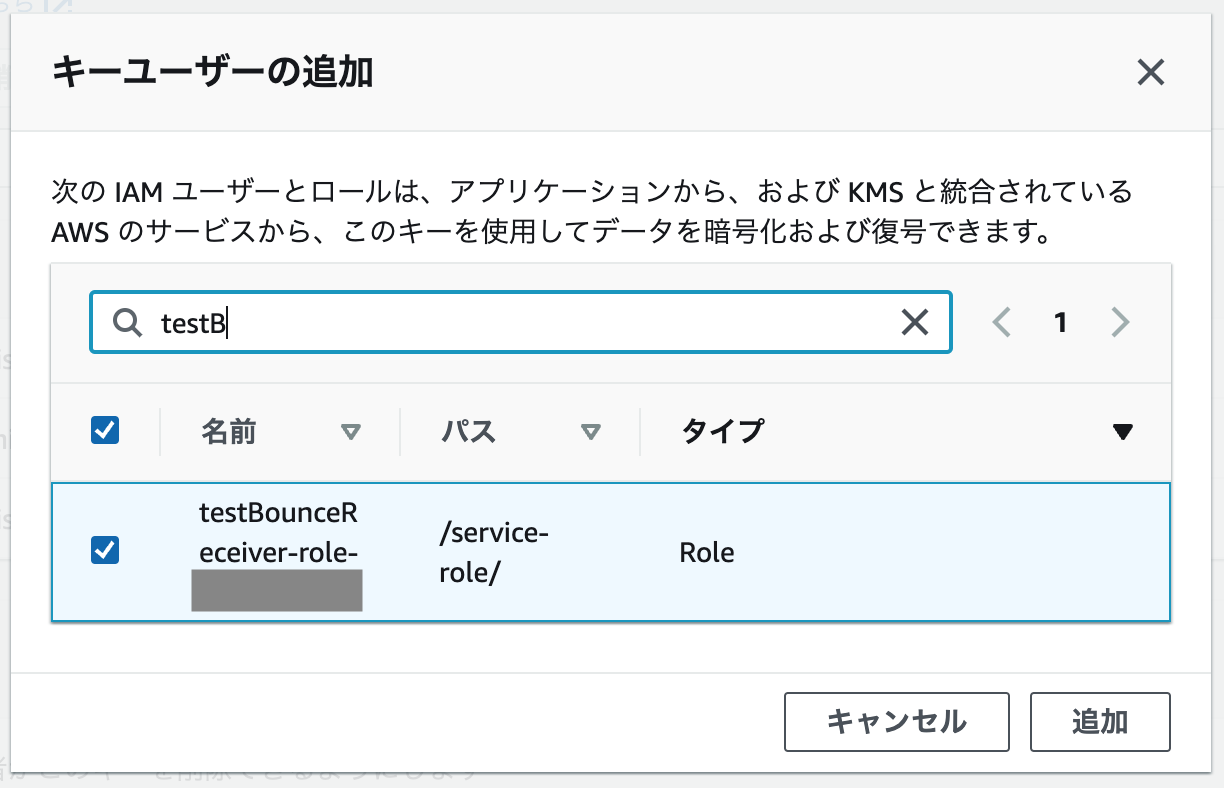 キーユーザーの追加
次の IAM ユーザーとロールは、アプリケーションから、および KMS と統合されている
AWS のサービスから、このキーを使用してデータを暗号化および復号できます。
testB
1
名前 パス タイプ
testBounceR
eceiver-role-
/service-
role/
Role
キャンセル 追加